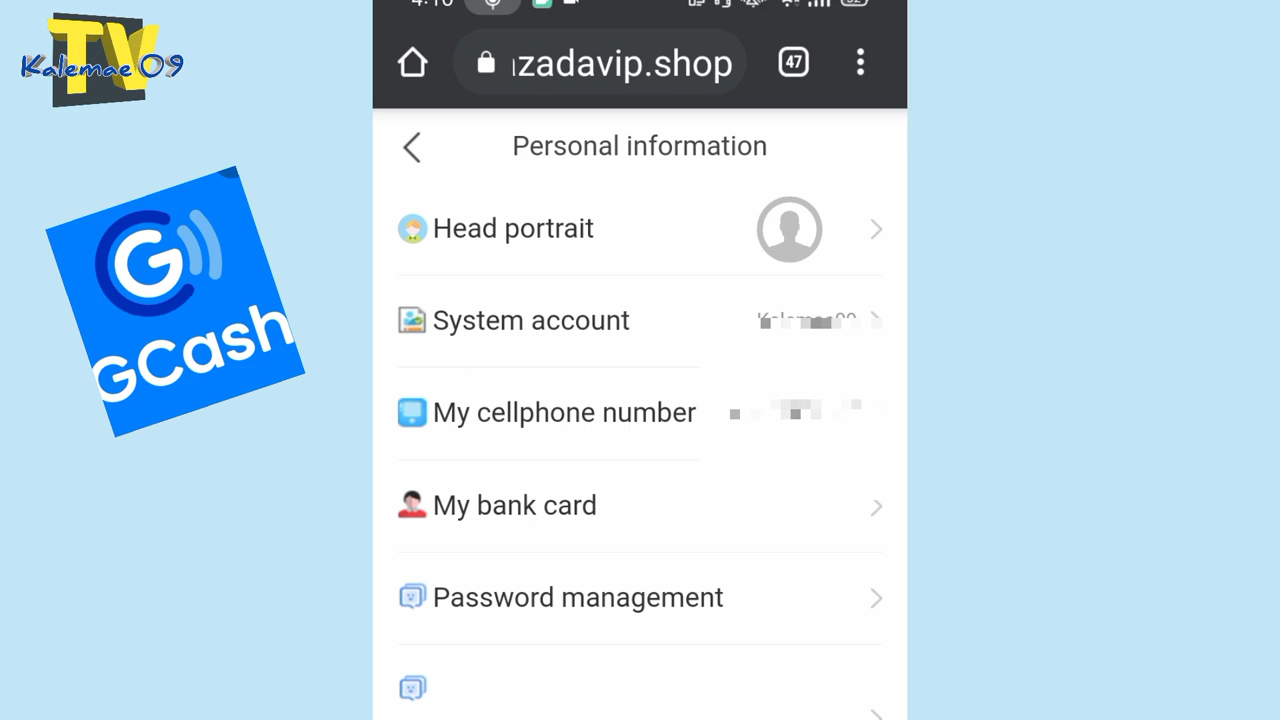 TV
Kalemae 09
GCash
zadavip.shop
47
Personal information
Head portrait
System account
My cellphone number
My bank card
Password management